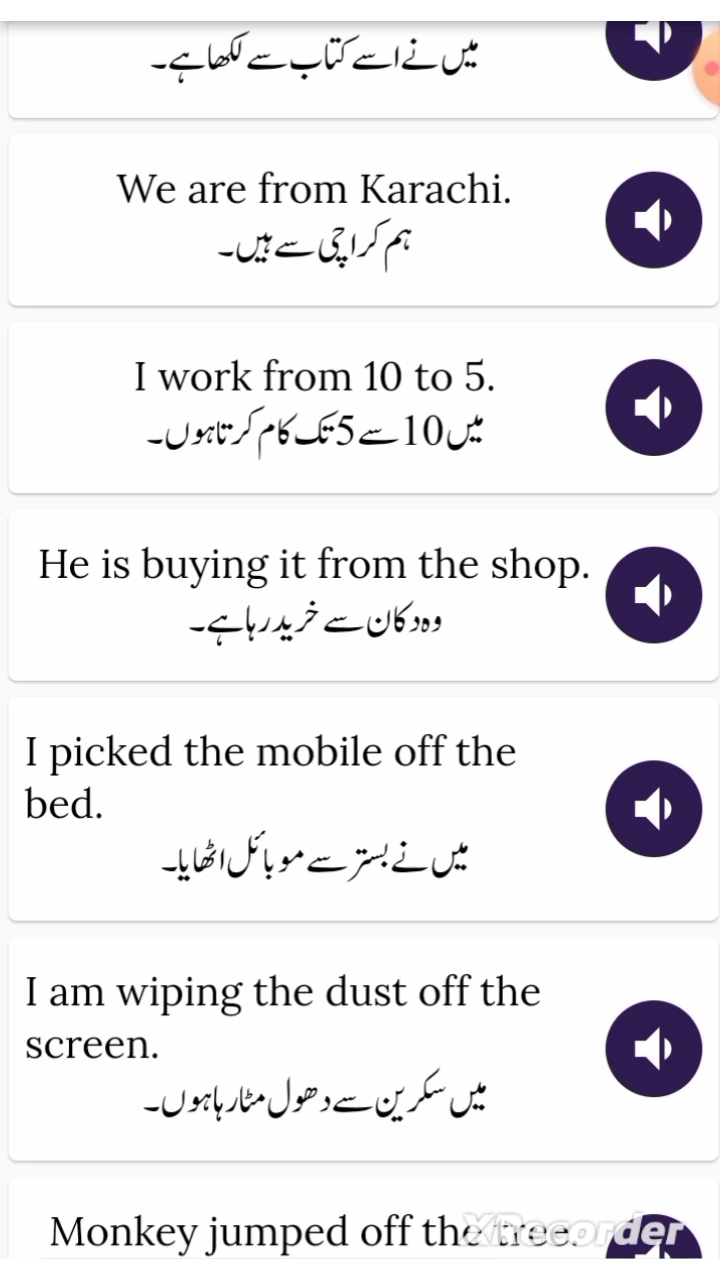 میں نے اسے کتاب سے لکھا ہے۔
We are from Karachi.
ہم کراچی سے ہیں۔
I work from 10 to 5.
میں 10 سے 5 تک کام کرتا ہوں۔
He is buying it from the shop.
وہ دکان سے خرید رہا ہے۔
I picked the mobile off the
bed.
میں نے بستر سے موبائل اٹھایا۔
I am wiping the dust off the
screen.
میں سکرین سے دھول مٹا رہا ہوں۔
Monkey jumped off the tree.
XRecorder